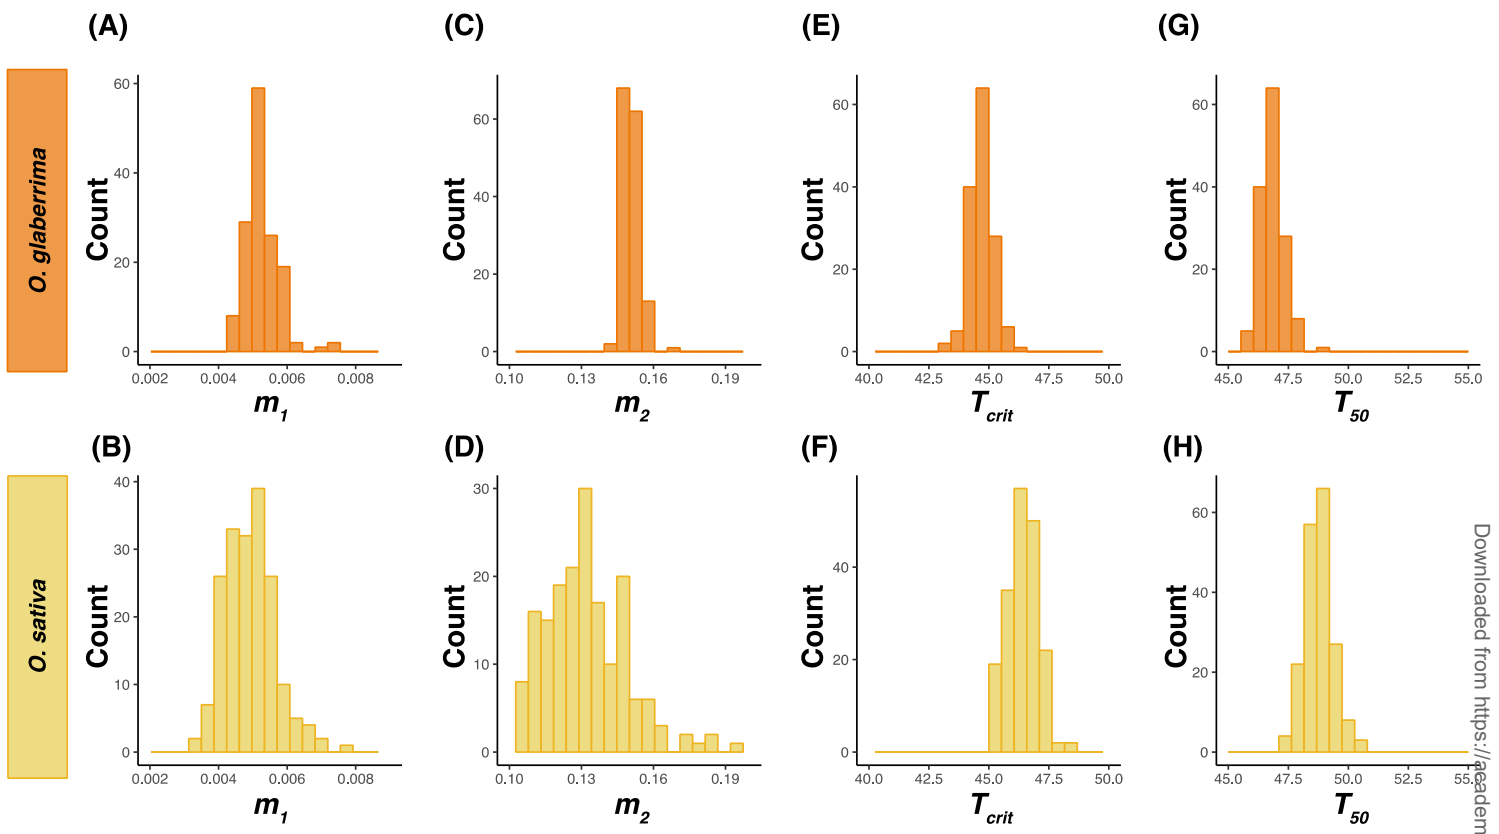 (A)
(C)
(E)
(G)
O. glaberrima
Count
60
40
20
0
0.002 0.004 0.006 0.008
m1
Count
60
40
20
0
0.10 0.13 0.16 0.19
m2
Count
60
40
20
0
40.0 42.5 45.0 47.5 50.0
Tcrit
Count
60
40
20
0
45.0 47.5 50.0 52.5 55.0
T50
(B)
(D)
(F)
(H)
O. sativa
Count
40
30
20
10
0
0.002 0.004 0.006 0.008
m1
Count
30
20
10
0
0.10 0.13 0.16 0.19
m2
Count
40
20
0
40.0 42.5 45.0 47.5 50.0
Tcrit
Count
60
40
20
0
45.0 47.5 50.0 52.5 55.0
T50
Downloaded from https://academ